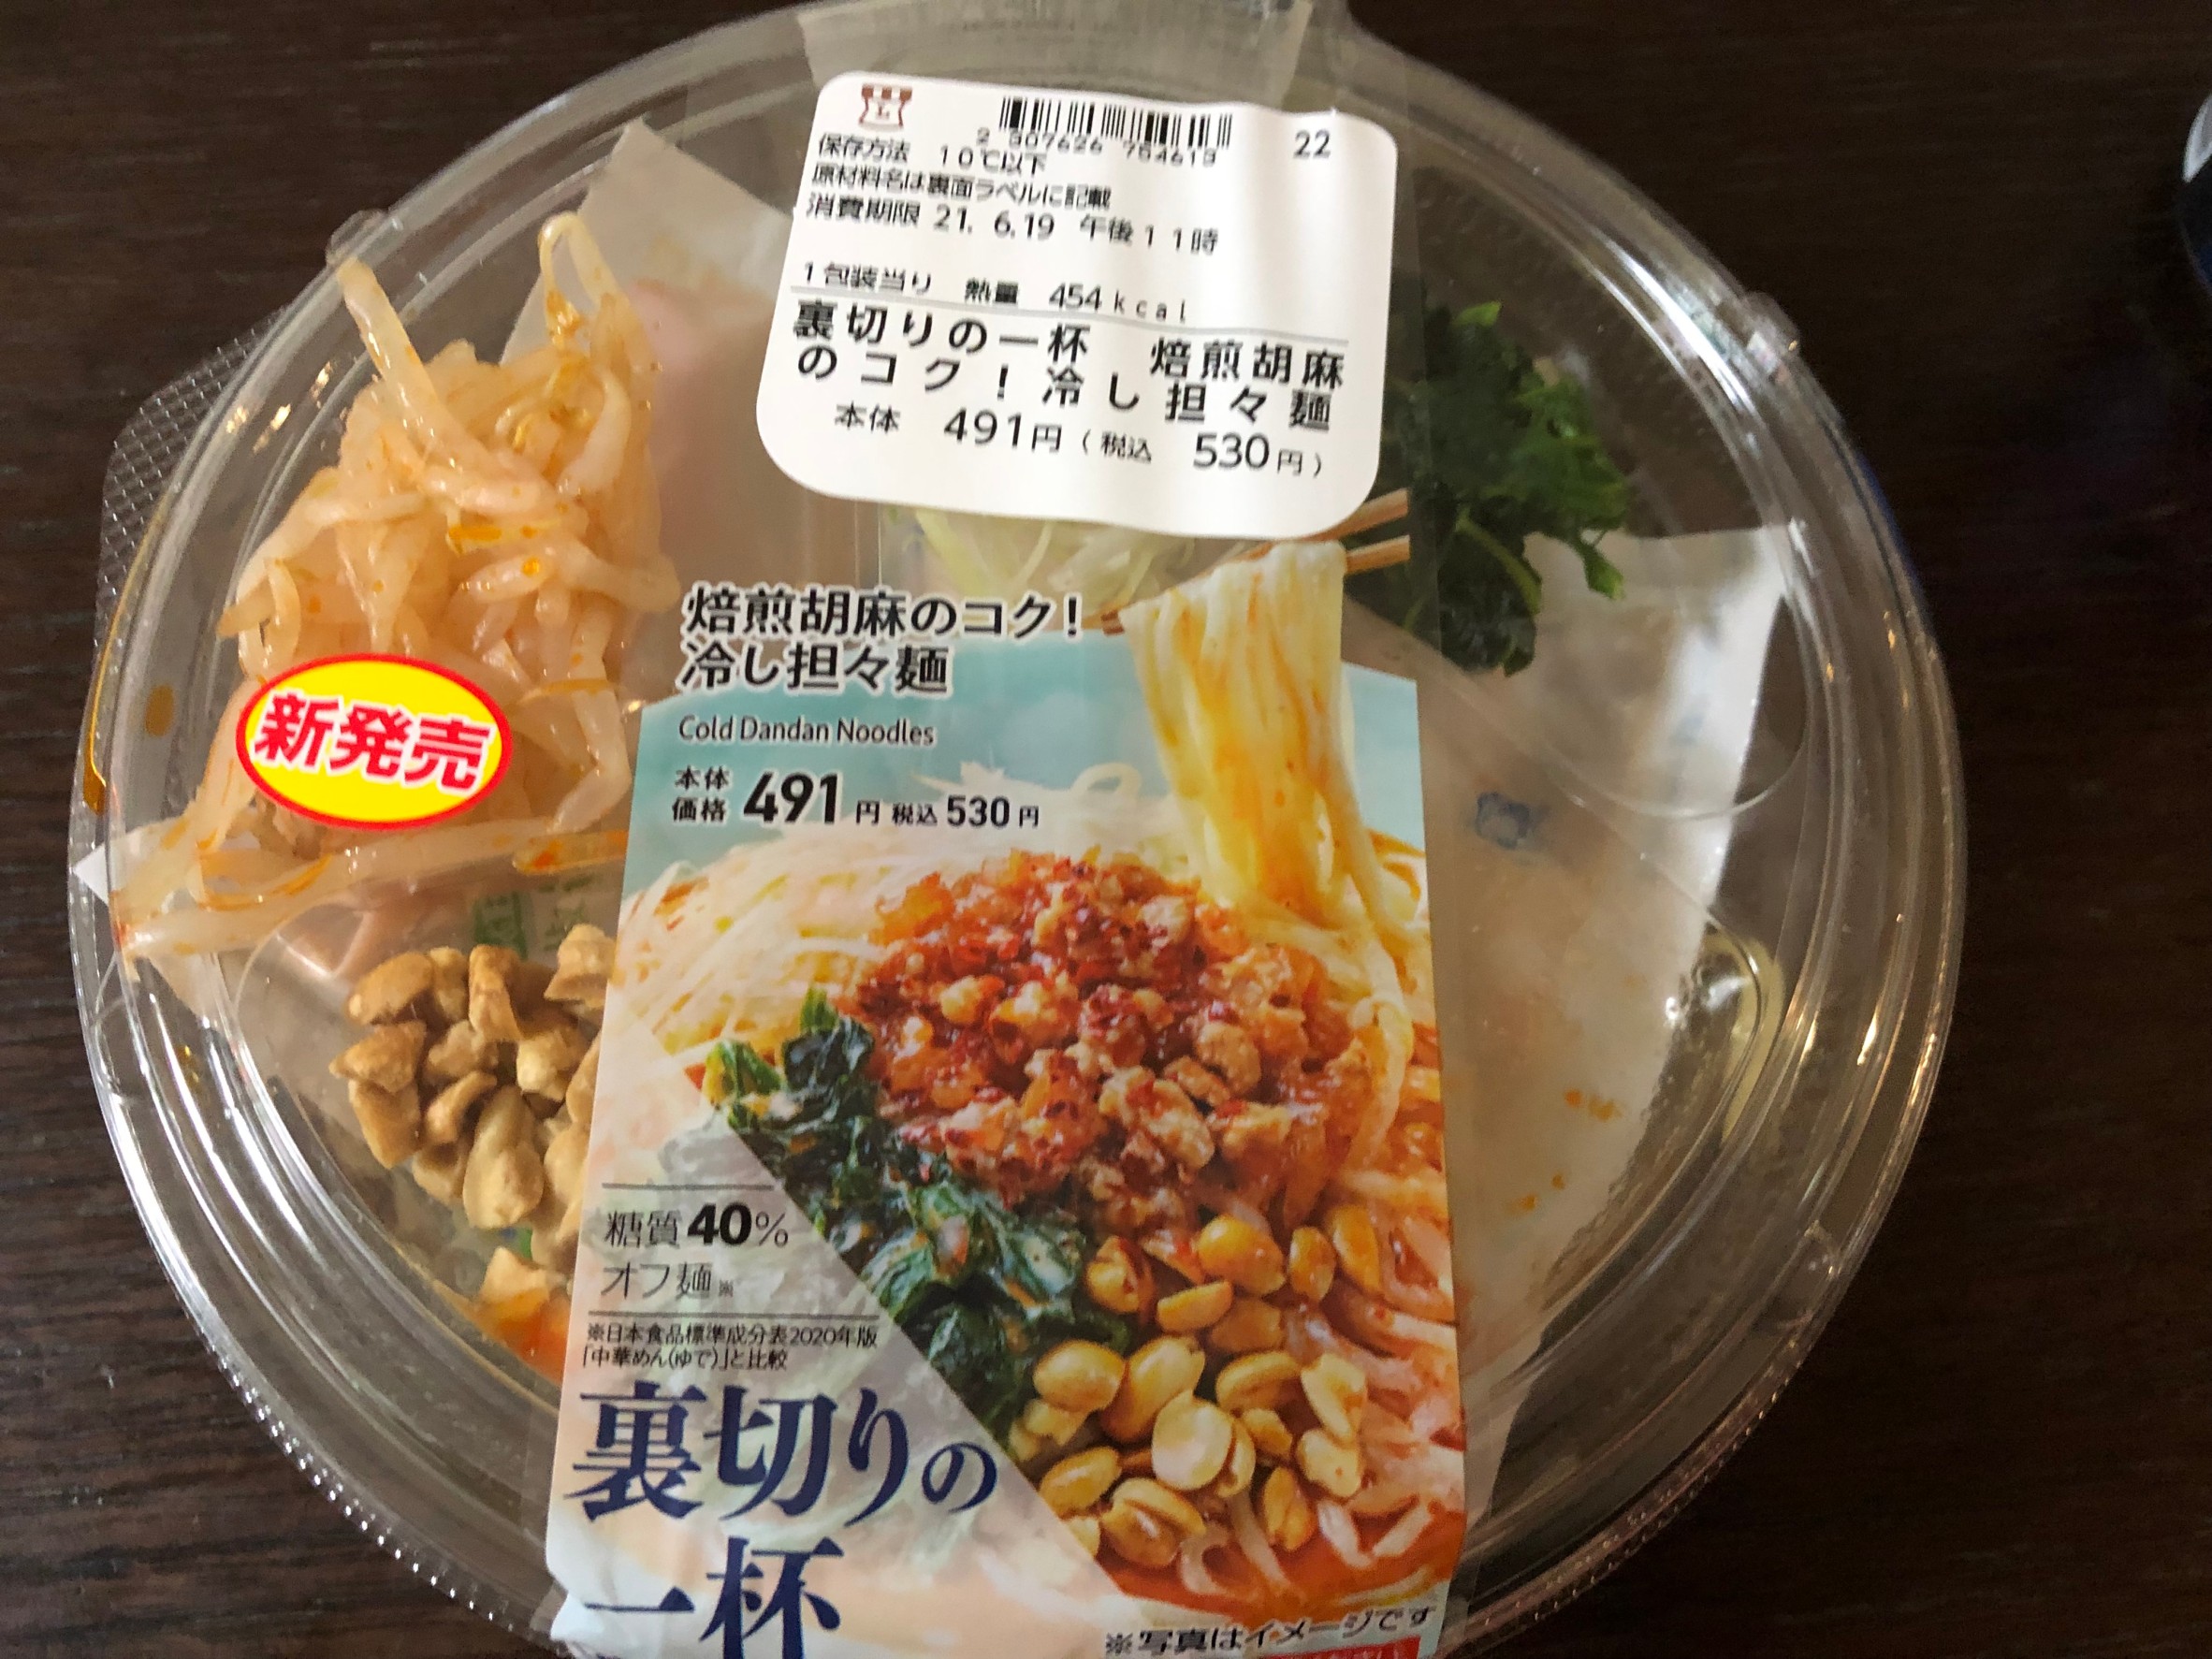 2 307626 754613
22
保存方法 10℃以下
原材料名は裏面ラベルに記載
消費期限 21. 6.19 午後11時
1包装当り 熱量 454kcal
裏切りの一杯 焙煎胡麻
のコク!冷し担々麺
本体 491円(税込 530円)
焙煎胡麻のコク!
冷し担々麺
Cold Dandan Noodles
本体価格 491円 税込530円
新発売
糖質40%
オフ麺※
※日本食品標準成分表2020年版
「中華めん(ゆで)」と比較
裏切りの
一杯
※写真はイメージです